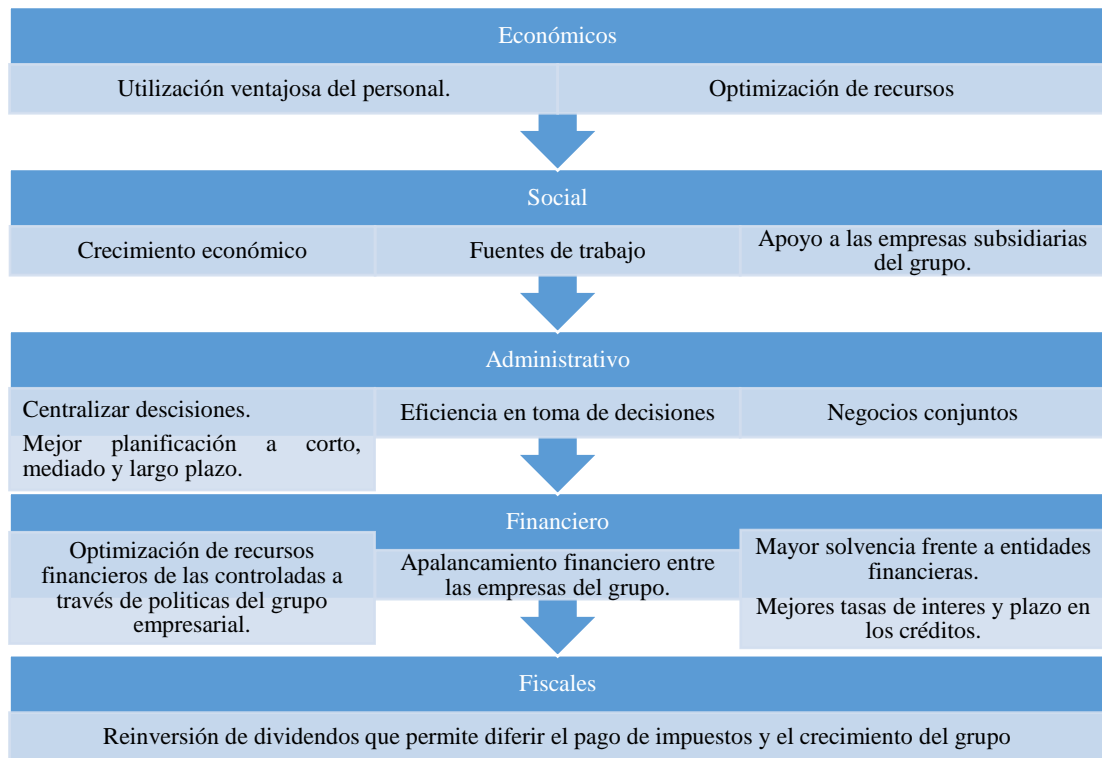 Económicos
Utilización ventajosa del personal.
Optimización de recursos
Social
Crecimiento económico
Fuentes de trabajo
Apoyo a las empresas subsidiarias
del grupo.
Administrativo
Centralizar descisiones.
Mejor planificación a corto,
mediado y largo plazo.
Eficiencia en toma de decisiones
Negocios conjuntos
Financiero
Optimización de recursos
financieros de las controladas a
través de politicas del grupo
empresarial.
Apalancamiento financiero entre
las empresas del grupo.
Mayor solvencia frente a entidades
financieras.
Mejores tasas de interes y plazo en
los créditos.
Fiscales
Reinversión de dividendos que permite diferir el pago de impuestos y el crecimiento del grupo